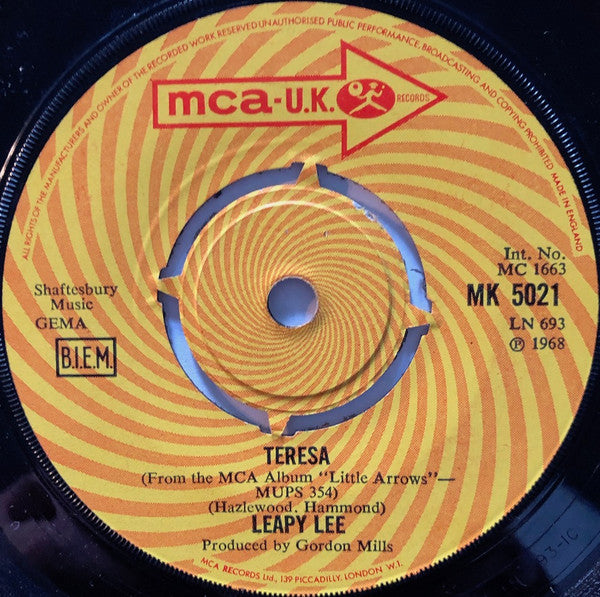 ALL RIGHTS OF THE MANUFACTURERS AND OWNER OF THE RECORDED WORK RESERVED. UNAUTHORISED PUBLIC PERFORMANCE, BROADCASTING AND COPYING PROHIBITED. MADE IN ENGLAND
mca-U.K.
RECORDS
Int. No.
MC 1663
MK 5021
LN 693
℗ 1968
Shaftesbury
Music
GEMA
B.I.E.M.
TERESA
(From the MCA Album "Little Arrows"—
MUPS 354)
(Hazlewood. Hammond)
LEAPY LEE
Produced by Gordon Mills
MCA RECORDS LTD., 139 PICCADILLY. LONDON W.1.